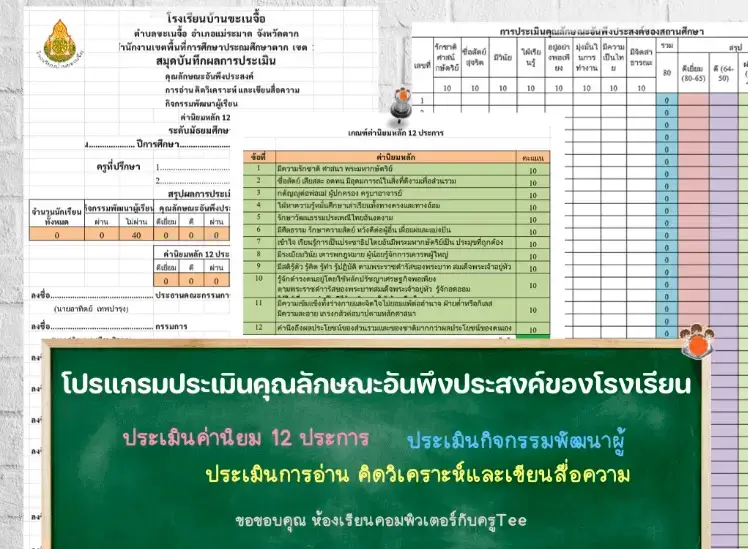 โรงเรียนบ้านขะเนจื้อ
ตำบลขะเนจื้อ อำเภอแม่ระมาด จังหวัดตาก
สำนักงานเขตพื้นที่การศึกษาประถมศึกษาตาก เขต
สมุดบันทึกผลการประเมิน
คุณลักษณะอันพึงประสงค์
การอ่าน คิดวิเคราะห์ และเขียนสื่อความ
กิจกรรมพัฒนาผู้เรียน
ค่านิยมหลัก 12
ระดับมัธยมศึกษา
ปีการศึกษา
ครูที่ปรึกษา 1
2
สรุปผลการประเมิ
จำนวนนักเรียนทั้งหมด กิจกรรมพัฒนาผู้เรียน คุณลักษณะอันพึงประ
ผ่าน ไม่ผ่าน ดีเยี่ยม ดี ผ่าน
0 0 40 0 0 0
ค่านิยมหลัก 12 ประ
ดีเยี่ยม ดี ผ่าน
0 0 0
ลงชื่อ ประธานคณะกรรมกา
(นายอาทิตย์ เทพบำรุง)
ลงชื่อ กรรมการ
เกณฑ์ค่านิยมหลัก 12 ประการ
ข้อที่ ค่านิยมหลัก คะแนน
1 มีความรักชาติ ศาสนา พระมหากษัตริย์ 10
2 ซื่อสัตย์ เสียสละ อดทน มีอุดมการณ์ในสิ่งที่ดีงามเพื่อส่วนรวม 10
3 กตัญญูต่อพ่อแม่ ผู้ปกครอง ครูบาอาจารย์ 10
4 ใฝ่หาความรู้หมั่นศึกษาเล่าเรียนทั้งทางตรงและทางอ้อม 10
5 รักษาวัฒนธรรมประเพณีไทยอันงดงาม 10
6 มีศีลธรรม รักษาความสัตย์ หวังดีต่อผู้อื่น เผื่อแผ่และแบ่งปัน 10
7 เข้าใจ เรียนรู้การเป็นประชาธิปไตยอันมีพระมหากษัตริย์เป็น ประมุขที่ถูกต้อง 10
8 มีระเบียบวินัย เคารพกฎหมาย ผู้น้อยรู้จักการเคารพผู้ใหญ่ 10
9 มีสติรู้ตัว รู้คิด รู้ทำ รู้ปฏิบัติ ตามพระราชดำรัสของพระบาท สมเด็จพระเจ้าอยู่หัว 10
10 รู้จักดำรงตนอยู่โดยใช้หลักปรัชญาเศรษฐกิจพอเพียง 10
ตามพระราชดำรัสของพระบาทสมเด็จพระเจ้าอยู่หัว รู้จักอดออม
11 มีความเข้มแข็งทั้งร่างกายและจิตใจ ไม่ยอมแพ้ต่ออำนาจ ฝ่ายต่ำหรือกิเลส 10
มีความละอาย เกรงกลัวต่อบาปตามหลักศาสนา
12 คำนึงถึงผลประโยชน์ของส่วนรวมและของชาติมากกว่าผลประโยชน์ของตนเอง 10
การประเมินคุณลักษณะอันพึงประสงค์ของสถานศึกษา
เลขที่ รักชาติ ศาสน์ กษัตริย์ ซื่อสัตย์ สุจริต มีวินัย ใฝ่เรียนรู้ อยู่อย่างพอเพียง มุ่งมั่นในการทำงาน มีความเป็นไทย มีจิตสาธารณะ รวม สรุป
80 ดีเยี่ยม (80-65) ดี (64-50)
10 10 10 10 10 10 10 10
โปรแกรมประเมินคุณลักษณะอันพึงประสงค์ของโรงเรียน
ประเมินค่านิยม 12 ประการ ประเมินกิจกรรมพัฒนาผู้
ประเมินการอ่าน คิดวิเคราะห์และเขียนสื่อความ
ขอขอบคุณ ห้องเรียนคอมพิวเตอร์กับครูTee